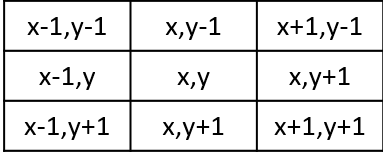 x-1,y-1 x,y-1 x+1,y-1
x-1,y x,y x,y+1
x-1,y+1 x,y+1 x+1,y+1